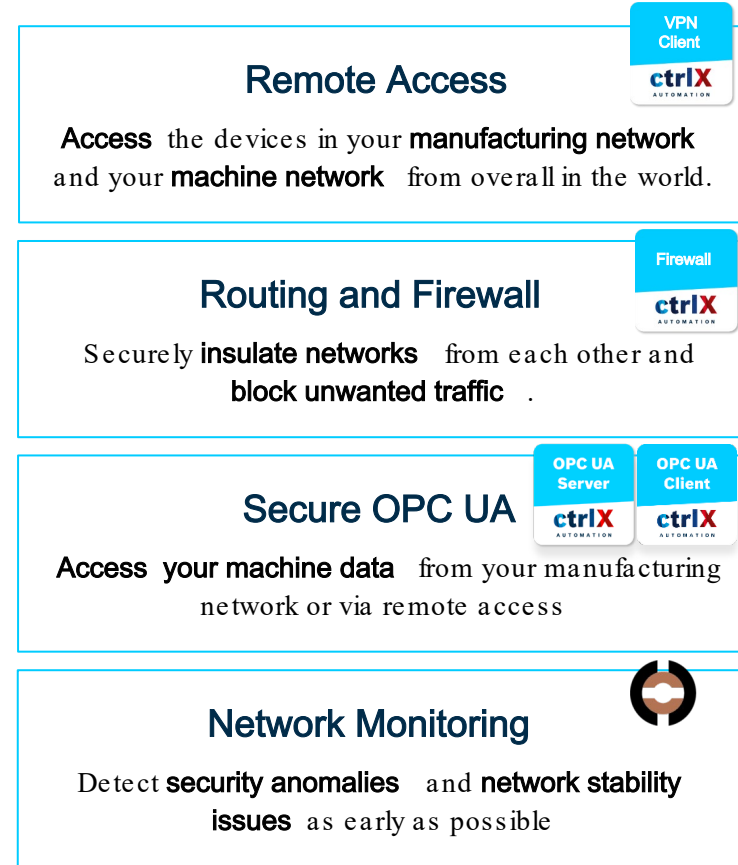 VPN
Client
ctrlX
AUTOMATION
Remote Access
Access the devices in your manufacturing network
and your machine network from overall in the world.
Firewall
ctrlX
AUTOMATION
Routing and Firewall
Securely insulate networks from each other and
block unwanted traffic .
OPC UA
Server
ctrlX
AUTOMATION
OPC UA
Client
ctrlX
AUTOMATION
Secure OPC UA
Access your machine data from your manufacturing
network or via remote access
Network Monitoring
Detect security anomalies and network stability
issues as early as possible